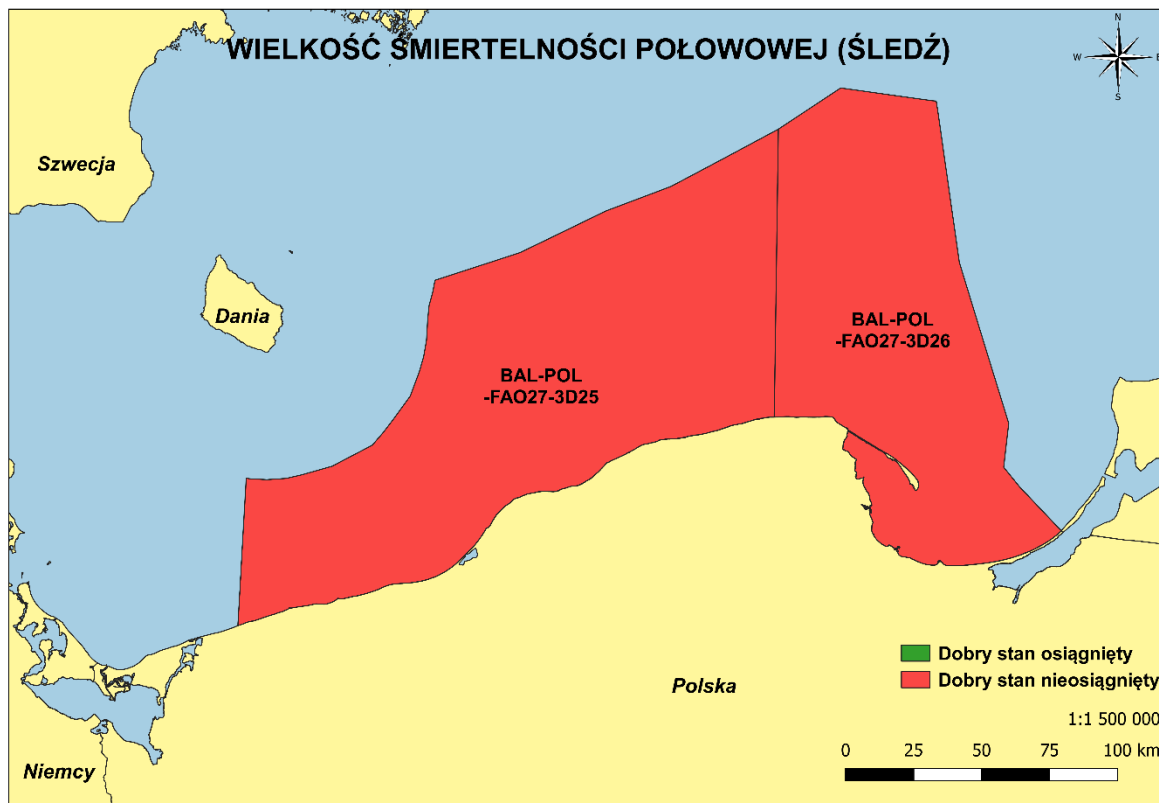 WIELKOŚĆ ŚMIERTELNOŚCI POŁOWOWEJ (ŚLEDŹ)
N
W E
S
Szwecja
Dania
BAL-POL
-FAO27-3D26
BAL-POL
-FAO27-3D25
Dobry stan osiągnięty
Dobry stan nieosiągnięty
Polska
1:1 500 000
0 25 50 75 100 km
Niemcy